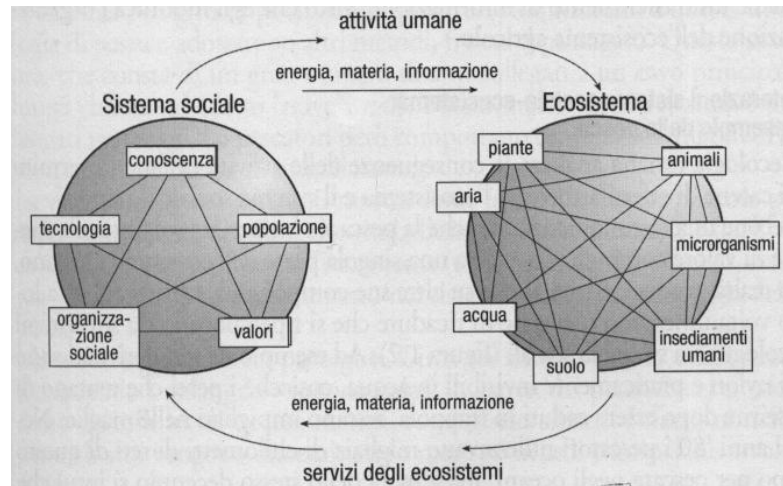 attività umane
energia, materia, informazione
Sistema sociale
Ecosistema
conoscenza
tecnologia
popolazione
organizza-
zione
sociale
valori
piante
animali
aria
microrganismi
acqua
insediamenti
umani
suolo
energia, materia, informazione
servizi degli ecosistemi